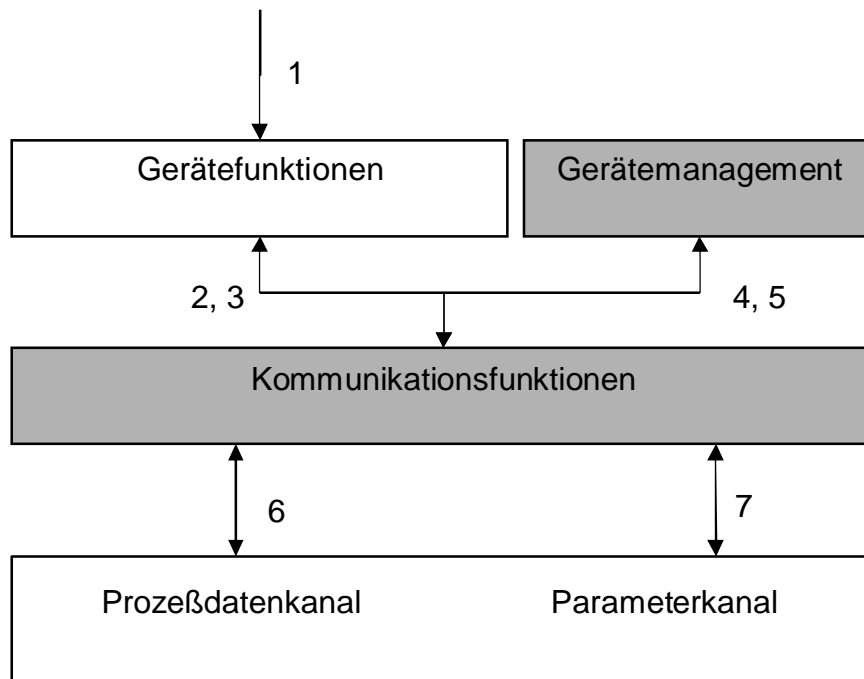 1
Gerätefunktionen
Gerätemanagement
2, 3
4, 5
Kommunikationsfunktionen
6
7
Prozeßdatenkanal
Parameterkanal